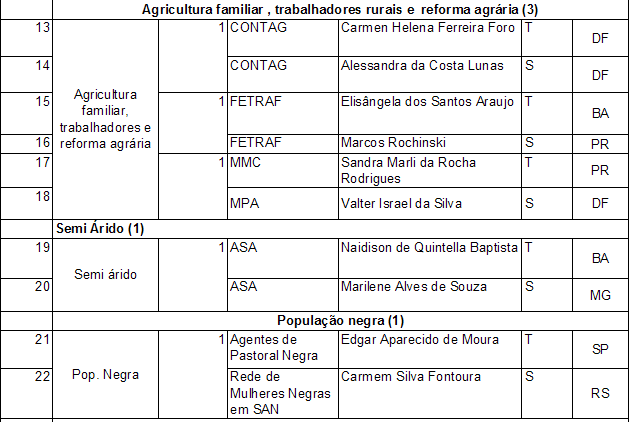 Agricultura familiar , trabalhadores rurais e reforma agrária (3)
13 1 CONTAG Carmen Helena Ferreira Foro T DF
14 CONTAG Alessandra da Costa Lunas S DF
Agricultura
familiar,
trabalhadores e
reforma agrária
15 1 FETRAF Elisângela dos Santos Araujo T BA
16 FETRAF Marcos Rochinski S PR
17 1 MMC Sandra Marli da Rocha
Rodrigues T PR
18 MPA Valter Israel da Silva S DF
Semi Árido (1)
19 1 ASA Naidison de Quintella Baptista T BA
Semi árido
20 ASA Marilene Alves de Souza S MG
População negra (1)
21 1 Agentes de
Pastoral Negra Edgar Aparecido de Moura T SP
Pop. Negra
22 Rede de
Mulheres Negras
em SAN Carmem Silva Fontoura S RS